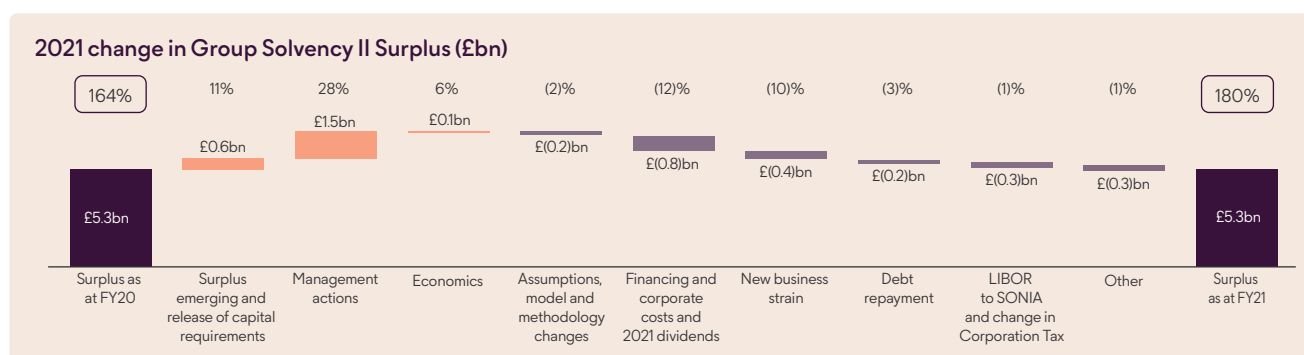 2021 change in Group Solvency II Surplus (£bn)
164%
11%
28%
6%
(2)%
(12)%
(10)%
(3)%
(1)%
(1)%
180%
£0.6bn
£1.5bn
£0.1bn
£(0.2)bn
£(0.8)bn
£(0.4)bn
£(0.2)bn
£(0.3)bn
£(0.3)bn
£5.3bn
£5.3bn
Surplus as
at FY20
Surplus
emerging and
release of capital
requirements
Management
actions
Economics
Assumptions,
model and
methodology
changes
Financing and
corporate
costs and
2021 dividends
New business
strain
Debt
repayment
LIBOR
to SONIA
and change in
Corporation Tax
Other
Surplus
as at FY21